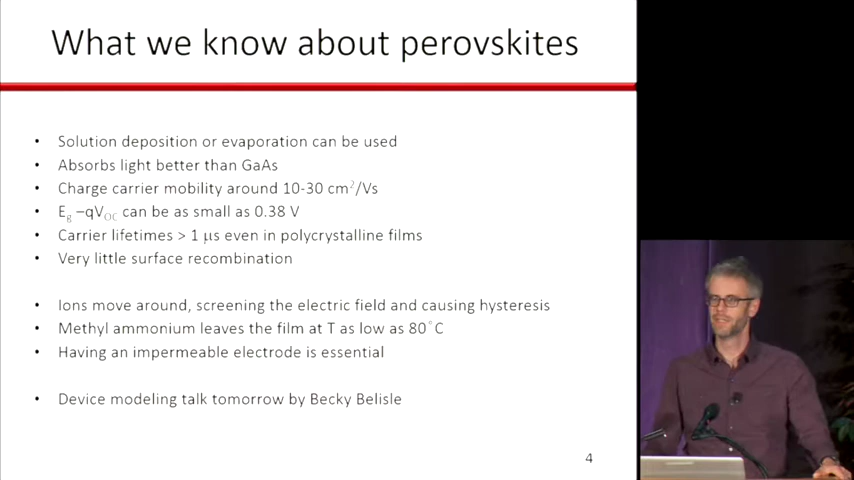 What we know about perovskites
• Solution deposition or evaporation can be used
• Absorbs light better than GaAs
• Charge carrier mobility around 10-30 cm²/Vs
• Eg –qVOC can be as small as 0.38 V
• Carrier lifetimes > 1 μs even in polycrystalline films
• Very little surface recombination
• Ions move around, screening the electric field and causing hysteresis
• Methyl ammonium leaves the film at T as low as 80°C
• Having an impermeable electrode is essential
• Device modeling talk tomorrow by Becky Belisle
4